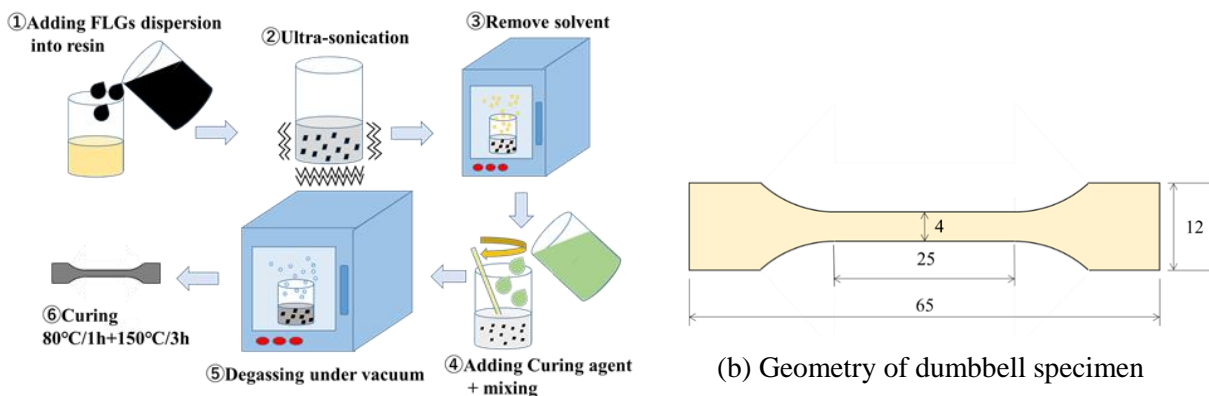 ①Adding FLGs dispersion
into resin
②Ultra-sonication
③Remove solvent
④Adding Curing agent
+ mixing
⑤Degassing under vacuum
⑥Curing
80°C/1h+150°C/3h
4
12
25
65
(b) Geometry of dumbbell specimen